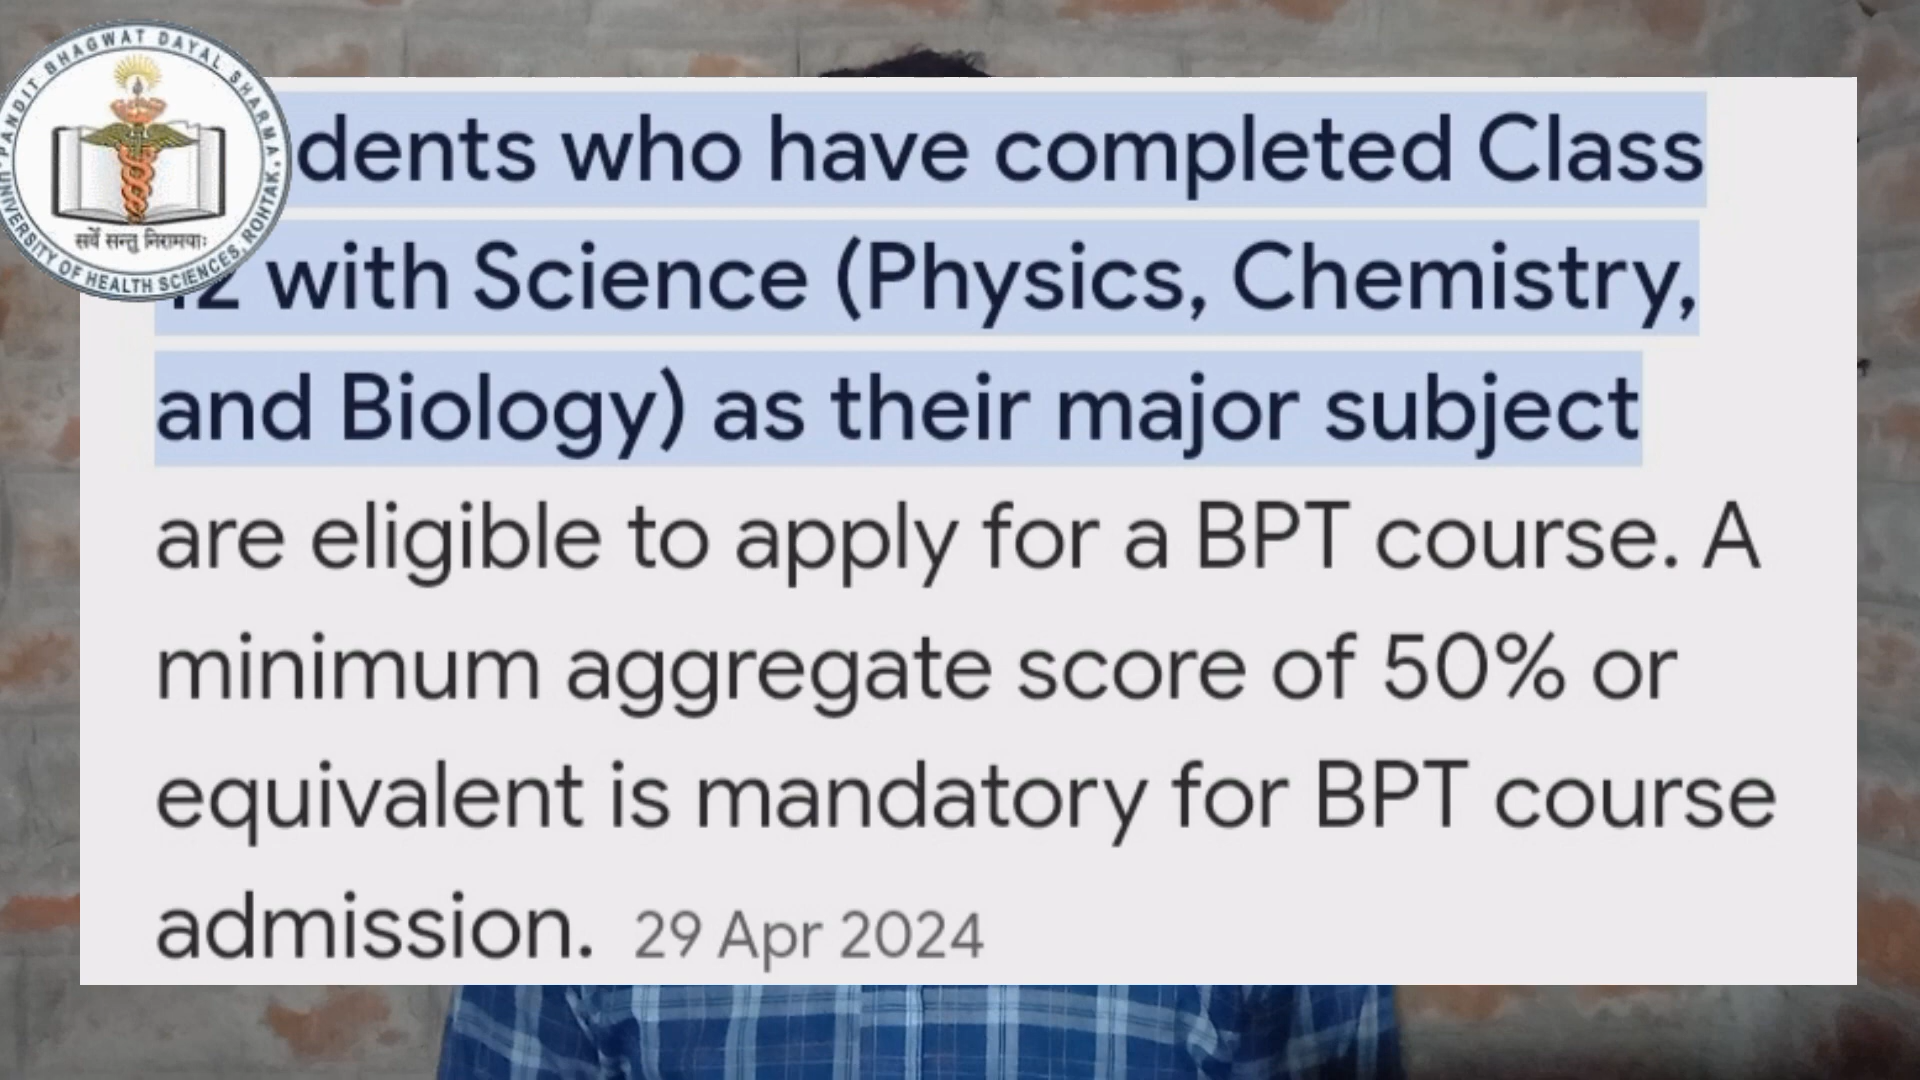 PANDIT BHAGWAT DAYAL SHARMA
UNIVERSITY OF HEALTH SCIENCES, ROHTAK
सर्वे सन्तु निरामयाः
dents who have completed Class
12 with Science (Physics, Chemistry,
and Biology) as their major subject
are eligible to apply for a BPT course. A
minimum aggregate score of 50% or
equivalent is mandatory for BPT course
admission. 29 Apr 2024